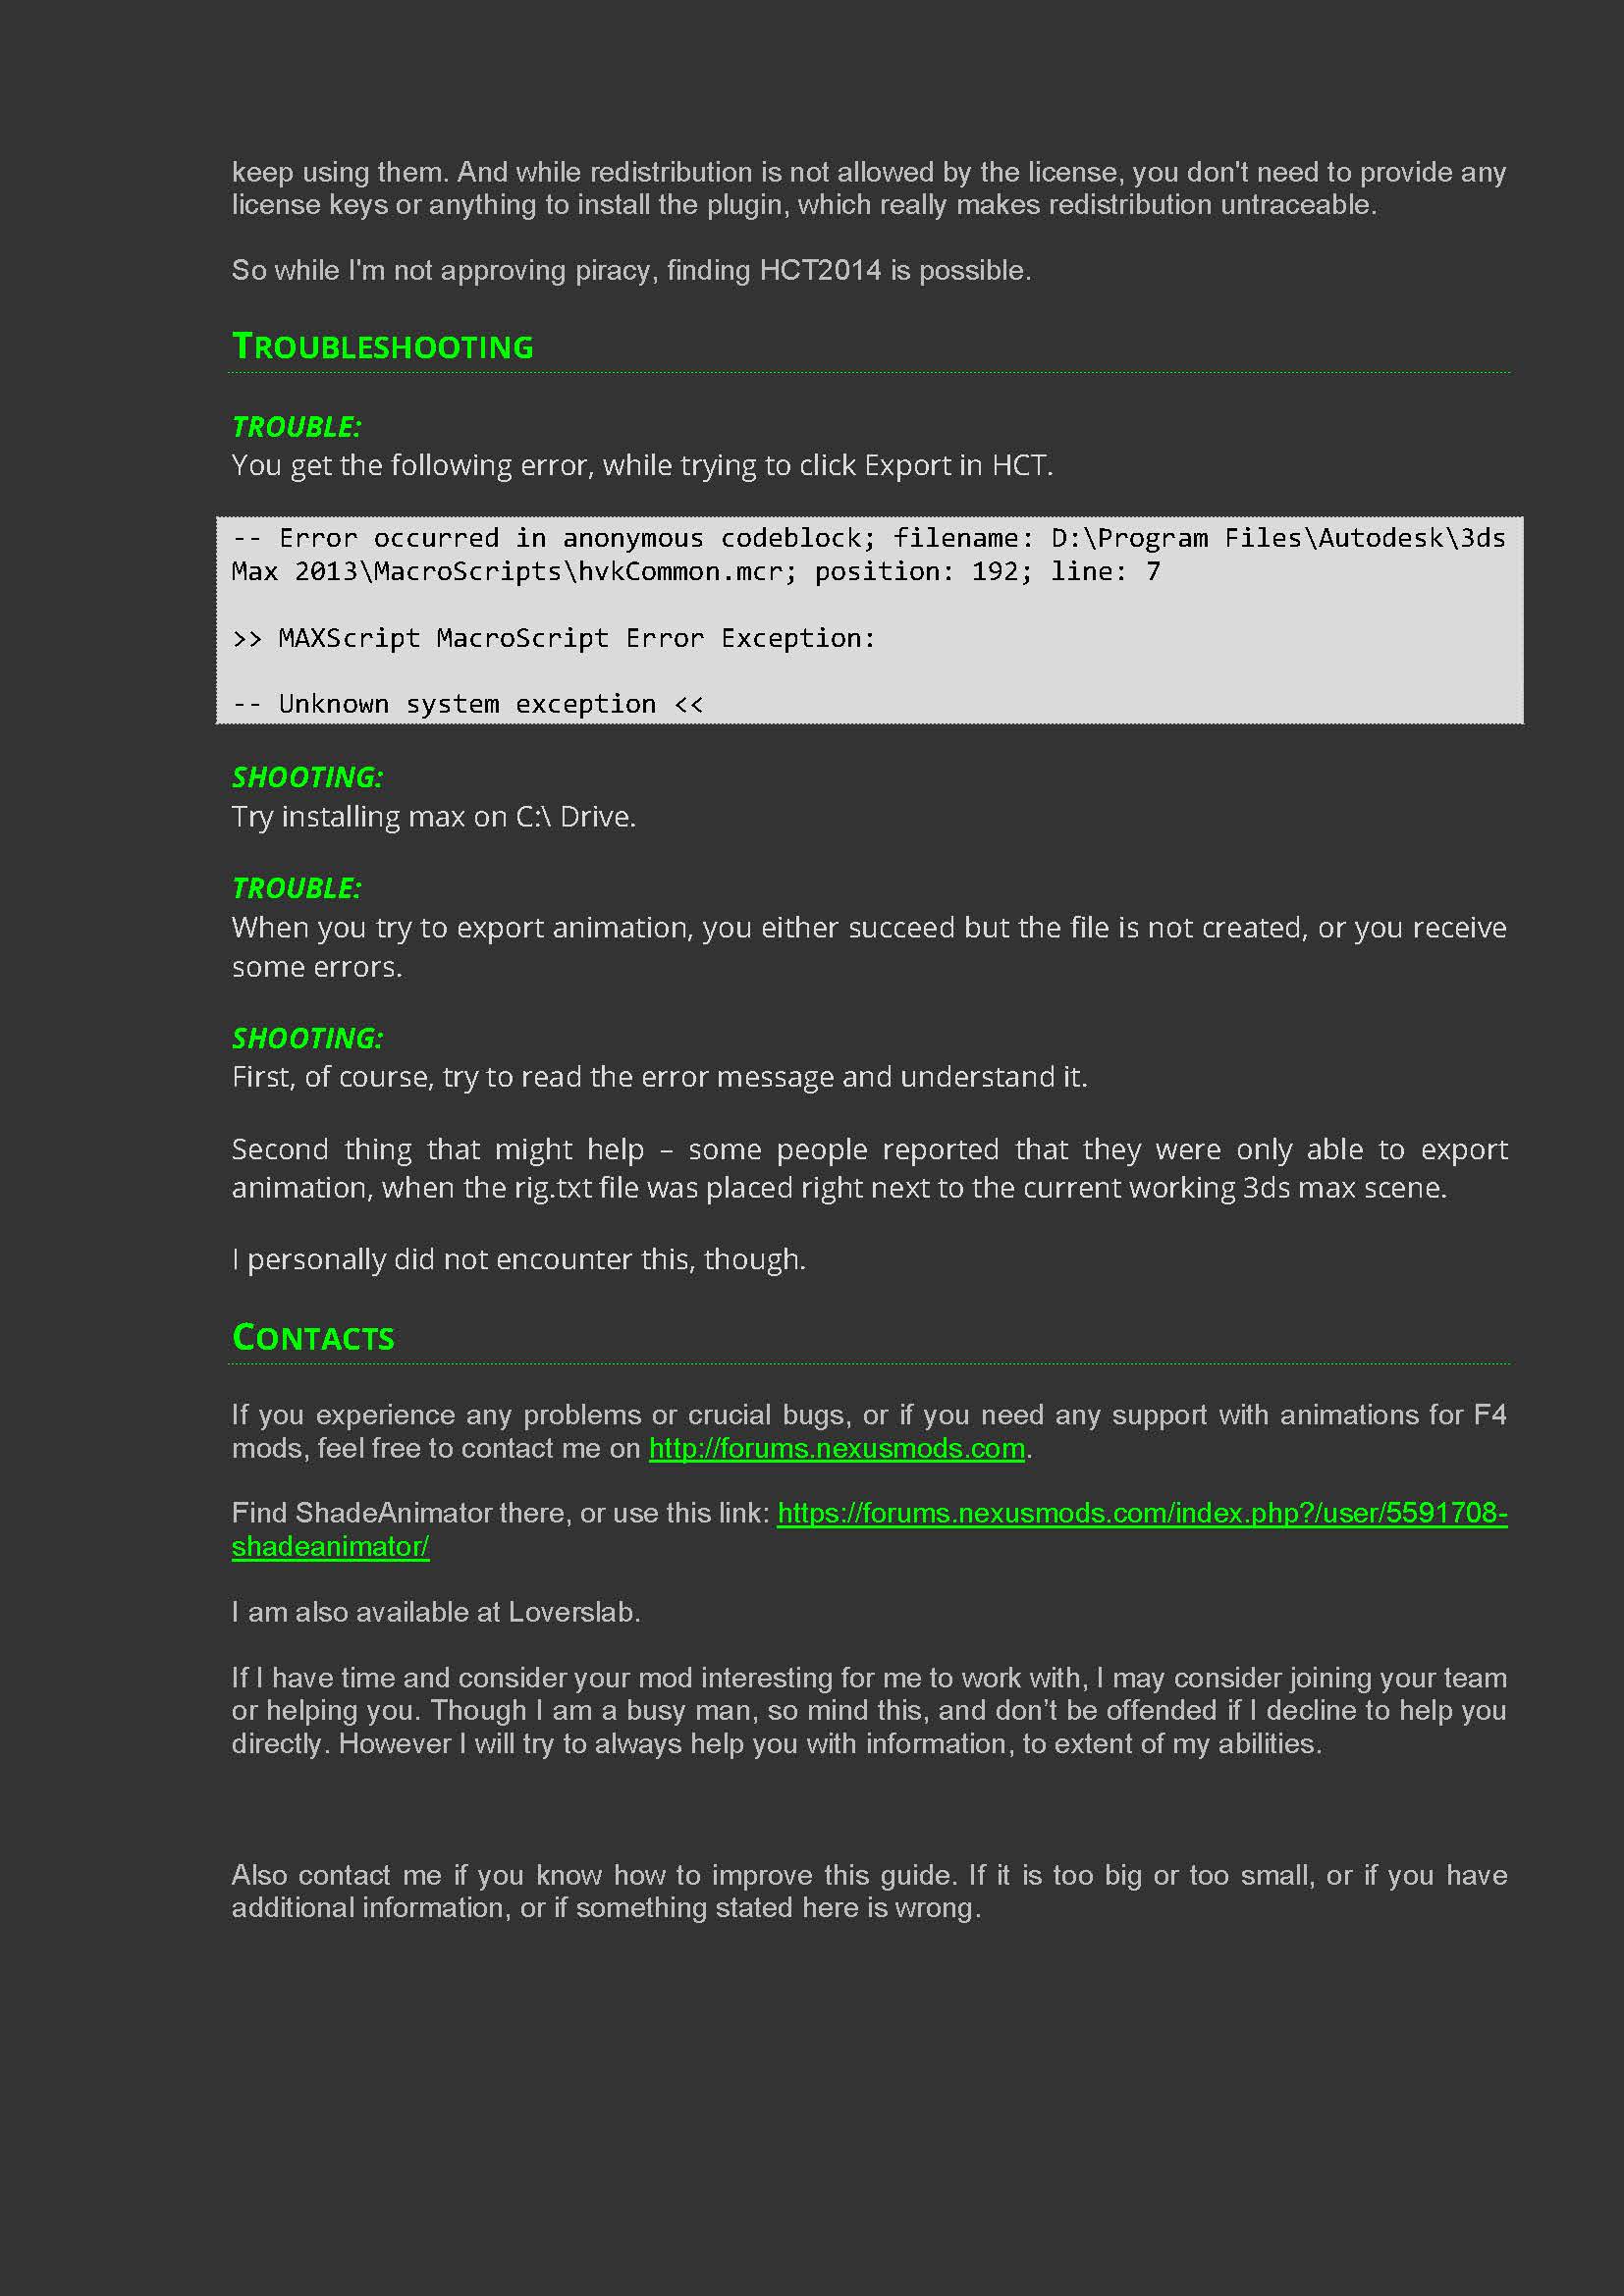 keep using them. And while redistribution is not allowed by the license, you don't need to provide any
license keys or anything to install the plugin, which really makes redistribution untraceable.
So while I'm not approving piracy, finding HCT2014 is possible.
TROUBLESHOOTING
TROUBLE:
You get the following error, while trying to click Export in HCT.
-- Error occurred in anonymous codeblock; filename: D:\Program Files\Autodesk\3ds
Max 2013\MacroScripts\hvkCommon.mcr; position: 192; line: 7
>> MAXScript MacroScript Error Exception:
-- Unknown system exception <<
SHOOTING:
Try installing max on C:\ Drive.
TROUBLE:
When you try to export animation, you either succeed but the file is not created, or you receive
some errors.
SHOOTING:
First, of course, try to read the error message and understand it.
Second thing that might help – some people reported that they were only able to export
animation, when the rig.txt file was placed right next to the current working 3ds max scene.
I personally did not encounter this, though.
CONTACTS
If you experience any problems or crucial bugs, or if you need any support with animations for F4
mods, feel free to contact me on http://forums.nexusmods.com.
Find ShadeAnimator there, or use this link: https://forums.nexusmods.com/index.php?/user/5591708-
shadeanimator/
I am also available at Loverslab.
If I have time and consider your mod interesting for me to work with, I may consider joining your team
or helping you. Though I am a busy man, so mind this, and don’t be offended if I decline to help you
directly. However I will try to always help you with information, to extent of my abilities.
Also contact me if you know how to improve this guide. If it is too big or too small, or if you have
additional information, or if something stated here is wrong.